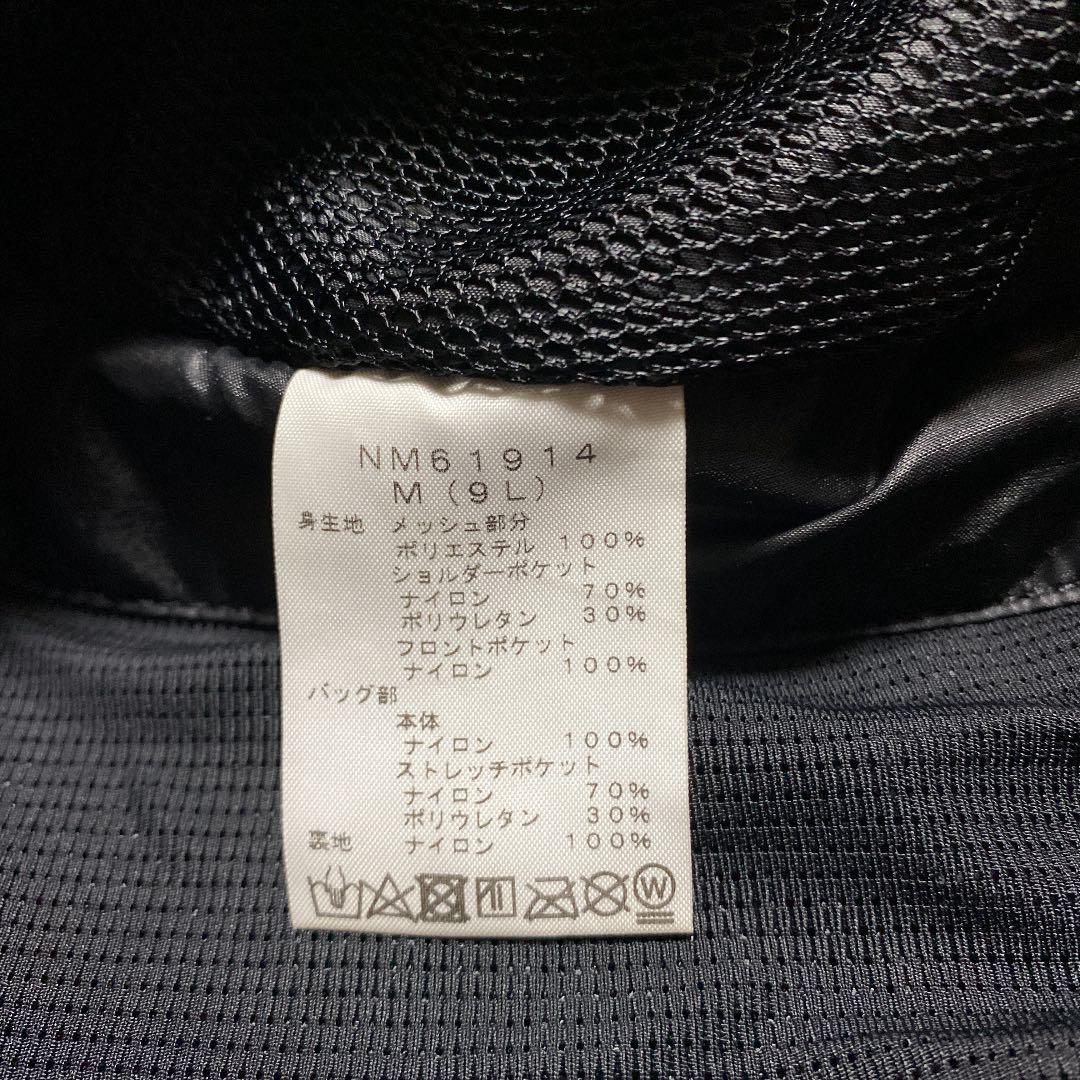 NM61914
M(9L)
身生地 メッシュ部分
ポリエステル 100%
ショルダーポケット
ナイロン 70%
ポリウレタン 30%
フロントポケット
ナイロン 100%
バッグ部
本体
ナイロン 100%
ストレッチポケット
ナイロン 70%
ポリウレタン 30%
裏地 ナイロン 100%
W